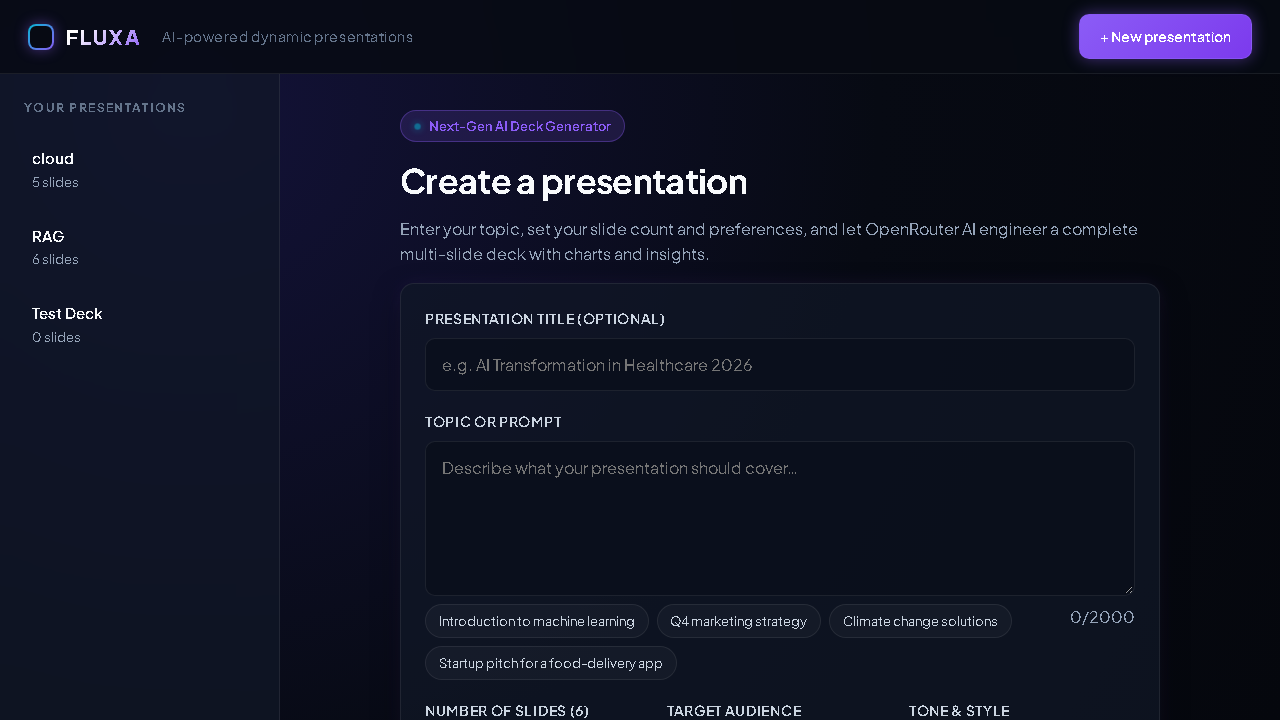 FLUXA
AI-powered dynamic presentations
+ New presentation
YOUR PRESENTATIONS
cloud
5 slides
RAG
6 slides
Test Deck
0 slides
Next-Gen AI Deck Generator
Create a presentation
Enter your topic, set your slide count and preferences, and let OpenRouter AI engineer a complete
multi-slide deck with charts and insights.
PRESENTATION TITLE (OPTIONAL)
e.g. AI Transformation in Healthcare 2026
TOPIC OR PROMPT
Describe what your presentation should cover...
Introduction to machine learning
Q4 marketing strategy
Climate change solutions
0/2000
Startup pitch for a food-delivery app
NUMBER OF SLIDES (6)
TARGET AUDIENCE
TONE & STYLE